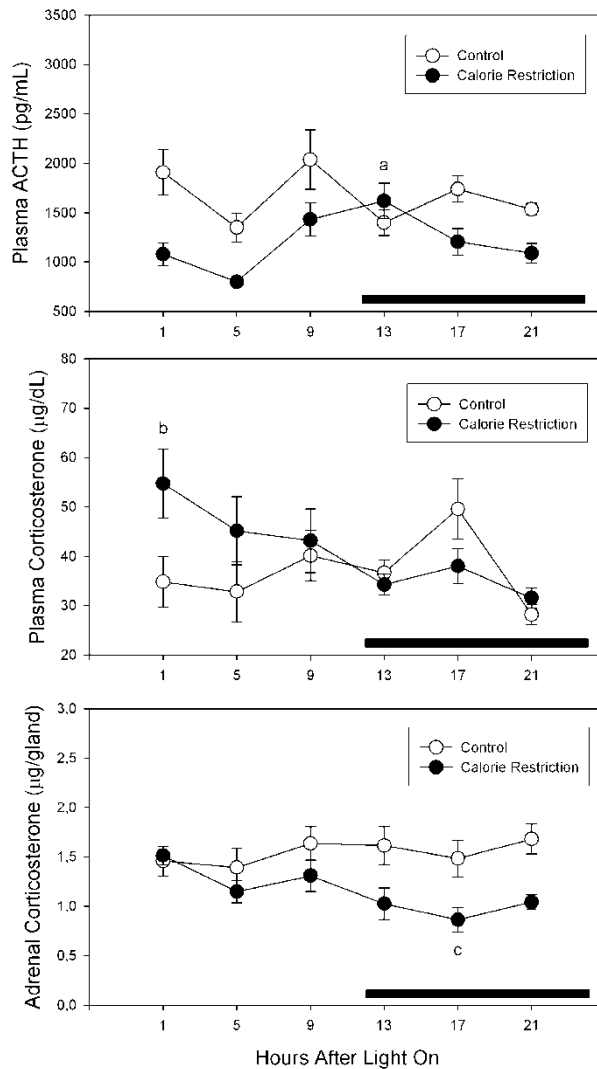 3500
3000
2500
2000
1500
1000
500
Plasma ACTH (pg/mL)
Control
Calorie Restriction
a
1 5 9 13 17 21
80
70
60
50
40
30
20
Plasma Corticosterone (μg/dL)
Control
Calorie Restriction
b
1 5 9 13 17 21
3.0
2.5
2.0
1.5
1.0
0.5
0.0
Adrenal Corticosterone (μg/gland)
Control
Calorie Restriction
c
1 5 9 13 17 21
Hours After Light On